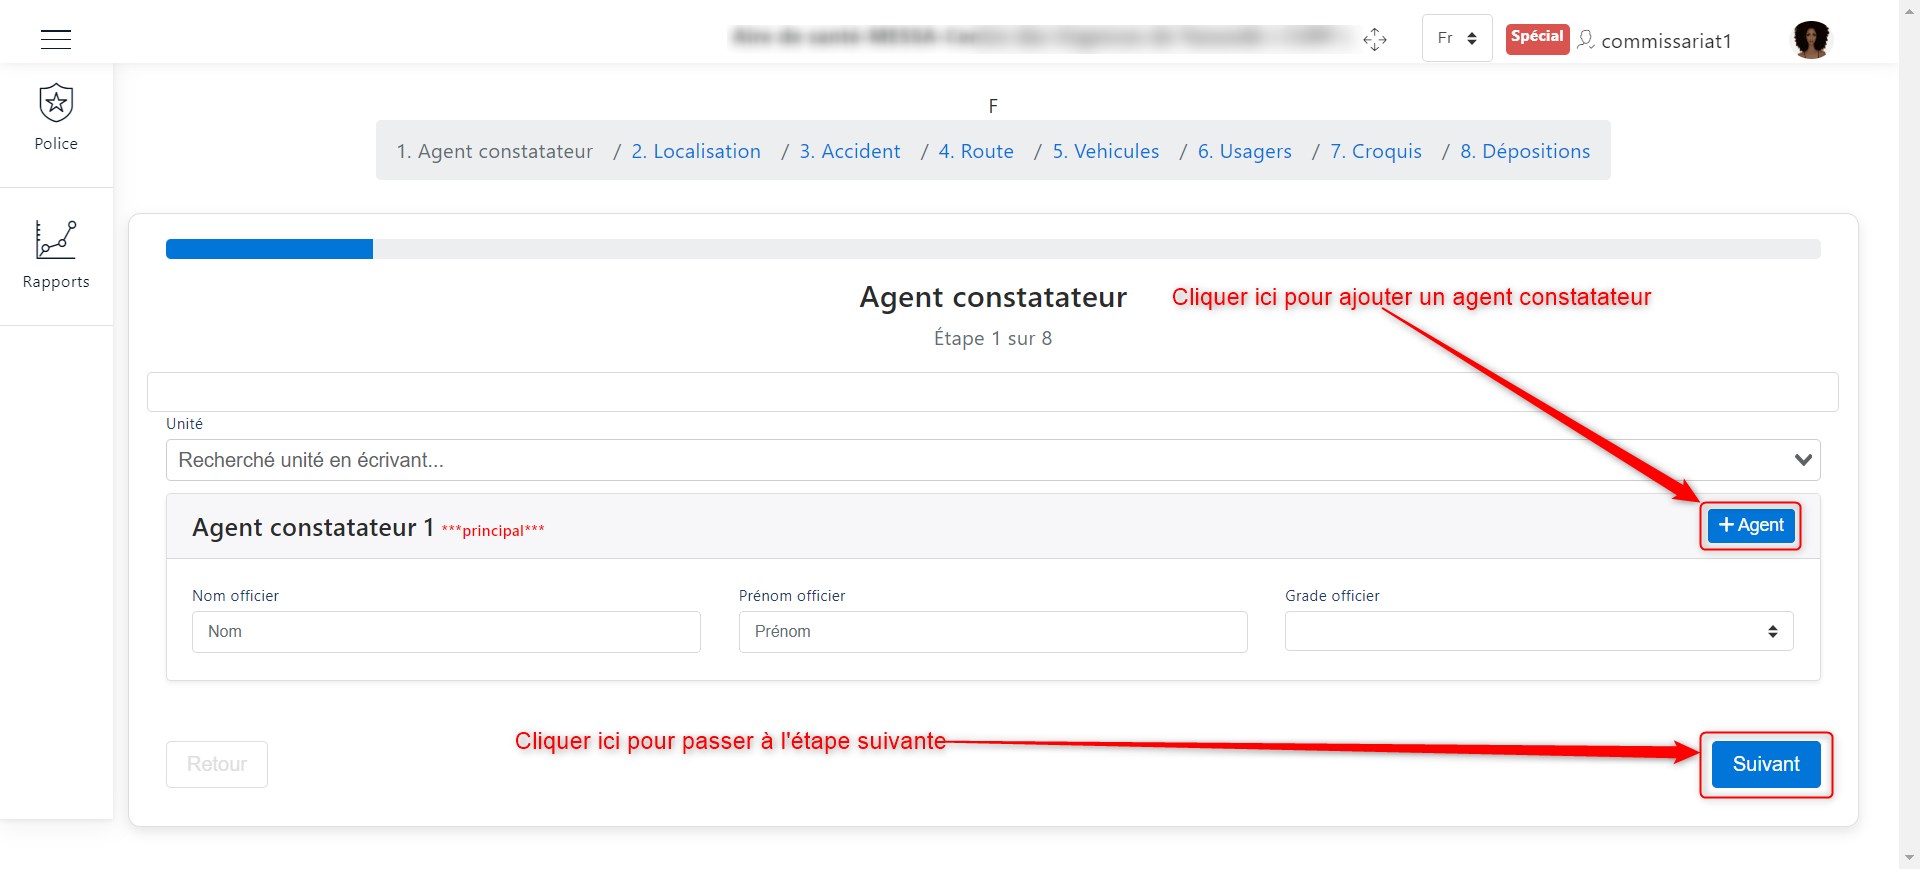 Fr
Spécial
commissariat1
Police
Rapports
F
1. Agent constatateur / 2. Localisation / 3. Accident / 4. Route / 5. Vehicules / 6. Usagers / 7. Croquis / 8. Dépositions
Agent constatateur
Cliquer ici pour ajouter un agent constatateur
Étape 1 sur 8
Unité
Recherché unité en écrivant...
Agent constatateur 1 ***principal***
+ Agent
Nom officier
Prénom officier
Grade officier
Nom
Prénom
Cliquer ici pour passer à l'étape suivante
Retour
Suivant